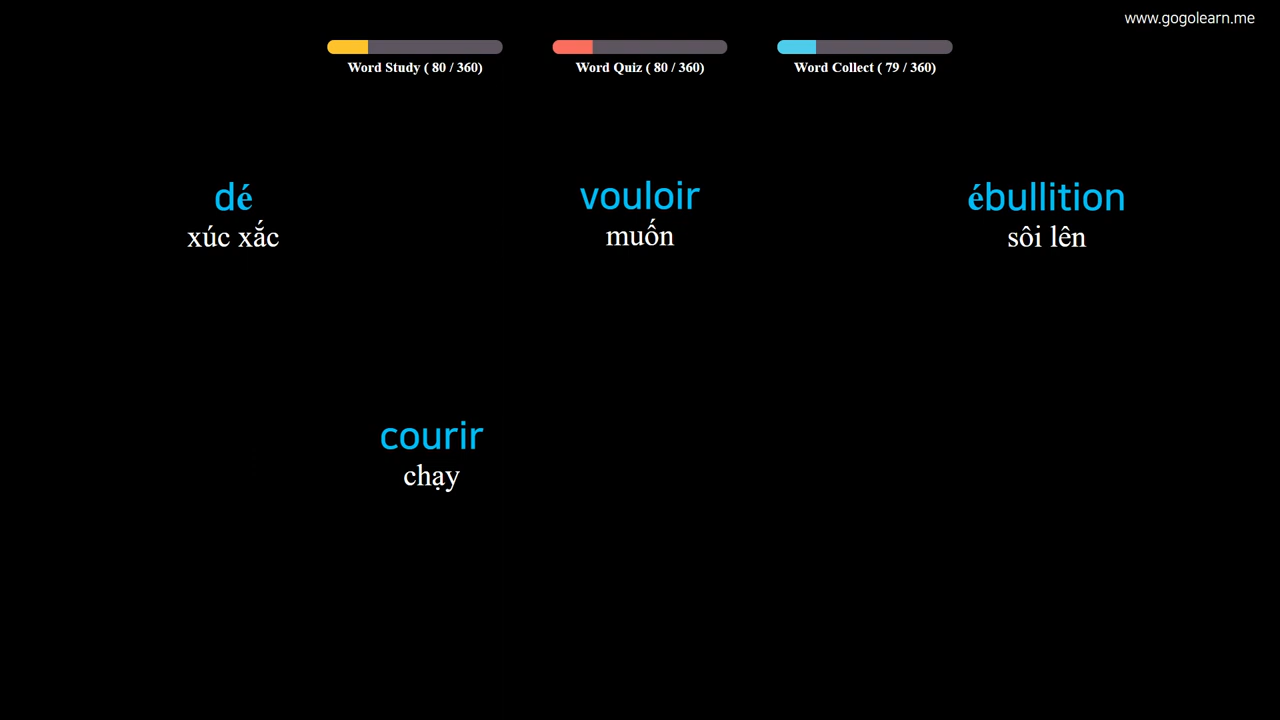 www.gogolearn.me
Word Study ( 80 / 360)
Word Quiz ( 80 / 360)
Word Collect ( 79 / 360)
dé
xúc xắc
vouloir
muốn
ébullition
sôi lên
courir
chạy